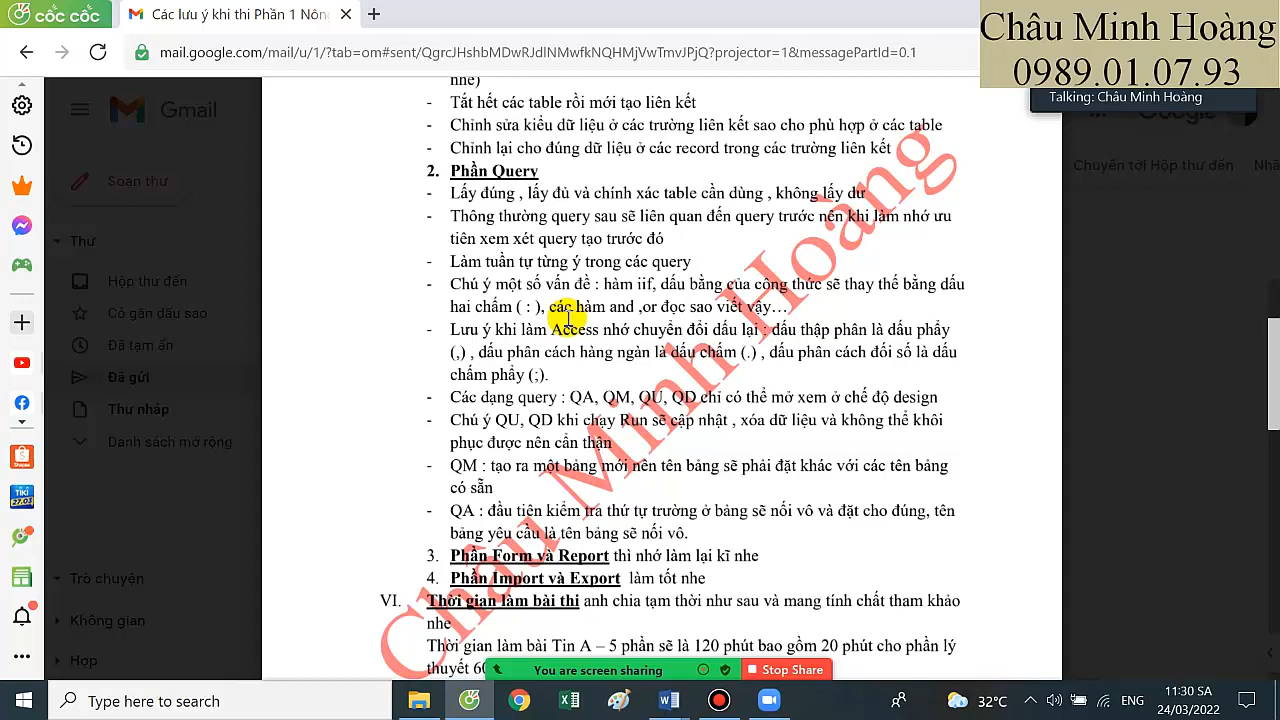 cốc cốc
Các lưu ý khi thi Phần 1 Nông
mail.google.com/mail/u/1/?tab=om#sent/QgrcJHshbMDwRJdlNMwfkNQHMjVwTmvJPjQ?projector=1&messagePartId=0.1
Châu Minh Hoàng
0989.01.07.93
Talking: Châu Minh Hoàng
Gmail
Chuyển tới Hộp thư đến
Soạn thư
Thư
Hộp thư đến
Có gắn dấu sao
Đã tạm ẩn
Đã gửi
Thư nháp
Danh sách mở rộng
Trò chuyện
Không gian
Họp
nhe)
- Tắt hết các table rồi mới tạo liên kết
- Chỉnh sửa kiểu dữ liệu ở các trường liên kết sao cho phù hợp ở các table
- Chỉnh lại cho đúng dữ liệu ở các record trong các trường liên kết
2. Phần Query
- Lấy đúng , lấy đủ và chính xác table cần dùng , không lấy dư
- Thông thường query sau sẽ liên quan đến query trước nên khi làm nhớ ưu
tiên xem xét query tạo trước đó
- Làm tuần tự từng ý trong các query
- Chú ý một số vấn đề : hàm iif, dấu bằng của công thức sẽ thay thế bằng dấu
hai chấm ( : ), các hàm and ,or đọc sao viết vậy…
- Lưu ý khi làm Access nhớ chuyển đổi dấu lại : dấu thập phân là dấu phẩy
(,) , dấu phân cách hàng ngàn là dấu chấm (.) , dấu phân cách đối số là dấu
chấm phẩy (;).
- Các dạng query : QA, QM, QU, QD chỉ có thể mở xem ở chế độ design
- Chú ý QU, QD khi chạy Run sẽ cập nhật , xóa dữ liệu và không thể khôi
phục được nên cẩn thận
- QM : tạo ra một bảng mới nên tên bảng sẽ phải đặt khác với các tên bảng
có sẵn
- QA : đầu tiên kiểm tra thứ tự trường ở bảng sẽ nối vô và đặt cho đúng, tên
bảng yêu cầu là tên bảng sẽ nối vô.
3. Phần Form và Report thì nhớ làm lại kĩ nhe
4. Phần Import và Export làm tốt nhe
VI. Thời gian làm bài thi anh chia tạm thời như sau và mang tính chất tham khảo
nhe
Thời gian làm bài Tin A – 5 phần sẽ là 120 phút bao gồm 20 phút cho phần lý
thuyết 60
Châu Minh Hoàng
You are screen sharing
Stop Share
Type here to search
32°C
ENG
11:30 SA
24/03/2022